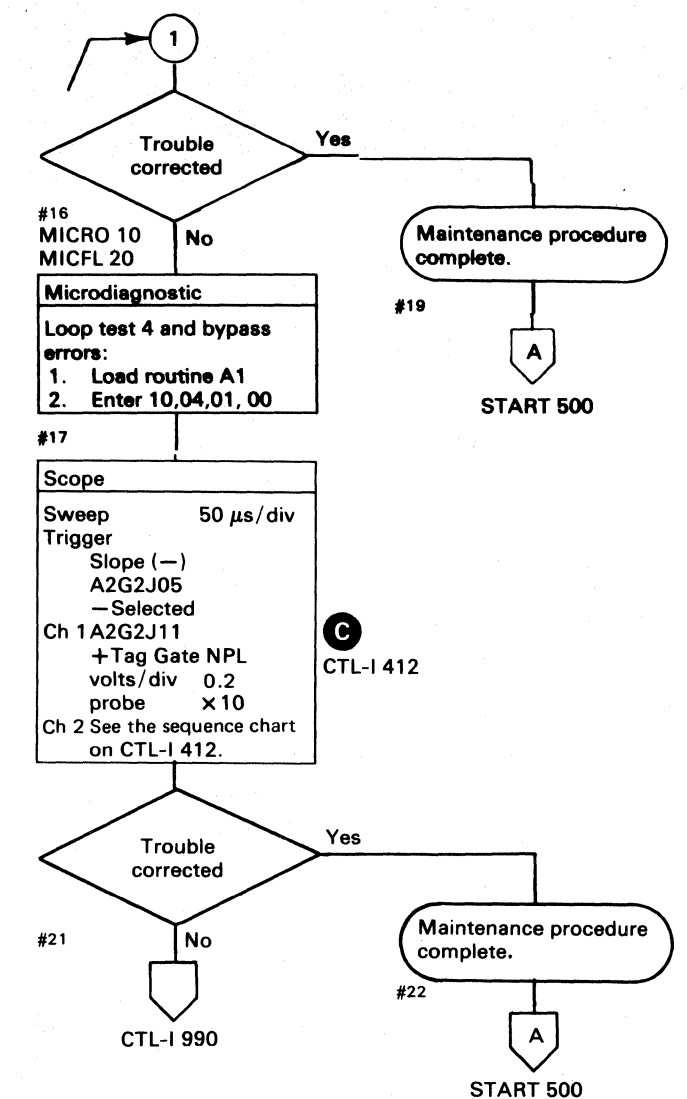 1
Trouble
corrected
Yes
#16
MICRO 10
MICFL 20
No
Maintenance procedure
complete.
#19
A
START 500
Microdiagnostic
Loop test 4 and bypass
errors:
1. Load routine A1
2. Enter 10,04,01, 00
#17
Scope
Sweep 50 μs/div
Trigger
Slope (—)
A2G2J05
—Selected
Ch 1 A2G2J11
+Tag Gate NPL
volts/div 0.2
probe ×10
Ch 2 See the sequence chart
on CTL-I 412.
C
CTL-I 412
Trouble
corrected
Yes
#21
No
CTL-I 990
Maintenance procedure
complete.
#22
A
START 500